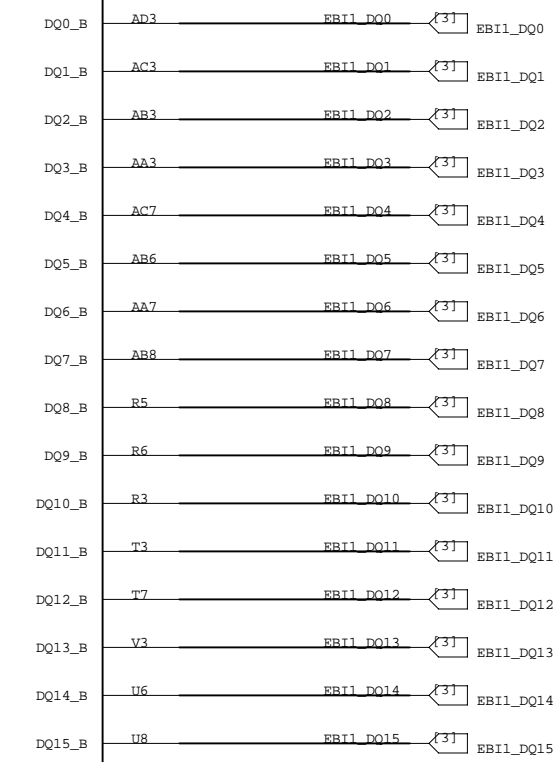 DQ0_B AD3 EBI1_DQ0 [3] EBI1_DQ0
DQ1_B AC3 EBI1_DQ1 [3] EBI1_DQ1
DQ2_B AB3 EBI1_DQ2 [3] EBI1_DQ2
DQ3_B AA3 EBI1_DQ3 [3] EBI1_DQ3
DQ4_B AC7 EBI1_DQ4 [3] EBI1_DQ4
DQ5_B AB6 EBI1_DQ5 [3] EBI1_DQ5
DQ6_B AA7 EBI1_DQ6 [3] EBI1_DQ6
DQ7_B AB8 EBI1_DQ7 [3] EBI1_DQ7
DQ8_B R5 EBI1_DQ8 [3] EBI1_DQ8
DQ9_B R6 EBI1_DQ9 [3] EBI1_DQ9
DQ10_B R3 EBI1_DQ10 [3] EBI1_DQ10
DQ11_B T3 EBI1_DQ11 [3] EBI1_DQ11
DQ12_B T7 EBI1_DQ12 [3] EBI1_DQ12
DQ13_B V3 EBI1_DQ13 [3] EBI1_DQ13
DQ14_B U6 EBI1_DQ14 [3] EBI1_DQ14
DQ15_B U8 EBI1_DQ15 [3] EBI1_DQ15